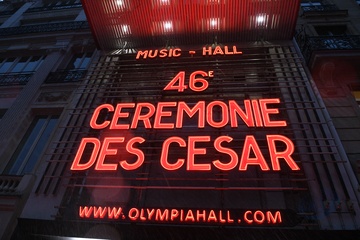 MUSIC - HALL
46E
CEREMONIE
DES CESAR
WWW.OLYMPIAHALL.COM